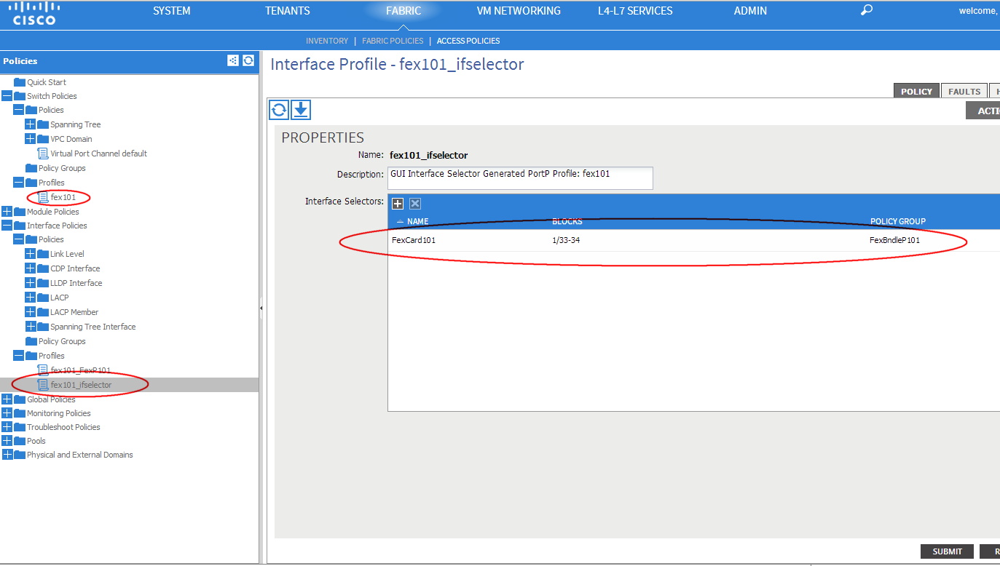 CISCO
SYSTEM TENANTS FABRIC VM NETWORKING L4-L7 SERVICES ADMIN welcome,
INVENTORY | FABRIC POLICIES | ACCESS POLICIES
Policies
Quick Start
Switch Policies
Policies
Spanning Tree
VPC Domain
Virtual Port Channel default
Policy Groups
Profiles
fex101
Module Policies
Interface Policies
Policies
Link Level
CDP Interface
LLDP Interface
LACP
LACP Member
Spanning Tree Interface
Policy Groups
Profiles
fex101_FexP101
fex101_ifselector
Global Policies
Monitoring Policies
Troubleshoot Policies
Pools
Physical and External Domains
Interface Profile - fex101_ifselector
POLICY FAULTS H
ACTI
PROPERTIES
Name: fex101_ifselector
Description: GUI Interface Selector Generated PortP Profile: fex101
Interface Selectors:
NAME BLOCKS POLICY GROUP
FexCard101 1/33-34 FexBndleP101
SUBMIT R